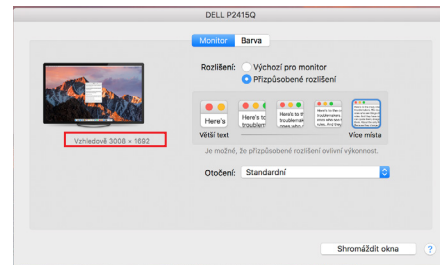 DELL P2415Q
Monitor Barva
Rozlišení: Výchozí pro monitor
Přizpůsobené rozlišení
Here's
Here's to
troublem
Here's to t
troublemak
Větší text Více místa
Vzhledově 3008 × 1692
Je možné, že přizpůsobené rozlišení ovlivní výkonnost.
Otočení: Standardní
Shromáždit okna ?